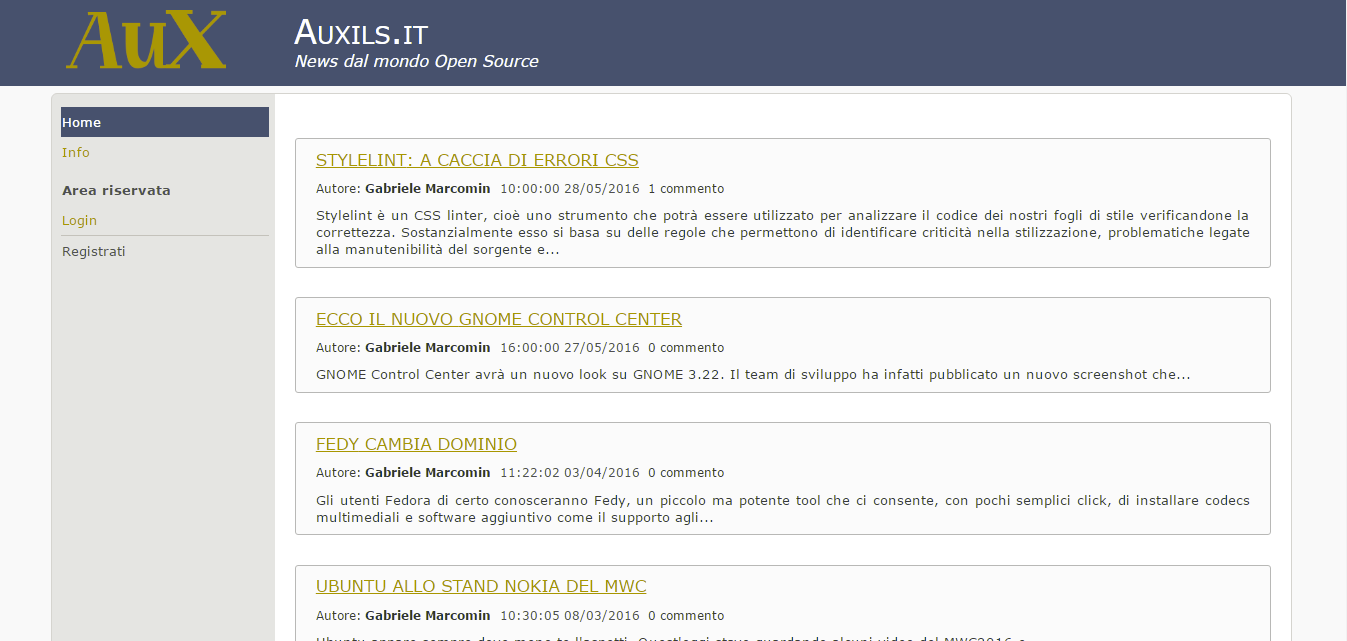 AuX
Auxils.it
News dal mondo Open Source
Home
Info
Area riservata
Login
Registrati
STYLELINT: A CACCIA DI ERRORI CSS
Autore: Gabriele Marcomin 10:00:00 28/05/2016 1 commento
Stylelint è un CSS linter, cioè uno strumento che potrà essere utilizzato per analizzare il codice dei nostri fogli di stile verificandone la
correttezza. Sostanzialmente esso si basa su delle regole che permettono di identificare criticità nella stilizzazione, problematiche legate
alla manutenibilità del sorgente e...
ECCO IL NUOVO GNOME CONTROL CENTER
Autore: Gabriele Marcomin 16:00:00 27/05/2016 0 commento
GNOME Control Center avrà un nuovo look su GNOME 3.22. Il team di sviluppo ha infatti pubblicato un nuovo screenshot che...
FEDY CAMBIA DOMINIO
Autore: Gabriele Marcomin 11:22:02 03/04/2016 0 commento
Gli utenti Fedora di certo conosceranno Fedy, un piccolo ma potente tool che ci consente, con pochi semplici click, di installare codecs
multimediali e software aggiuntivo come il supporto agli...
UBUNTU ALLO STAND NOKIA DEL MWC
Autore: Gabriele Marcomin 10:30:05 08/03/2016 0 commento